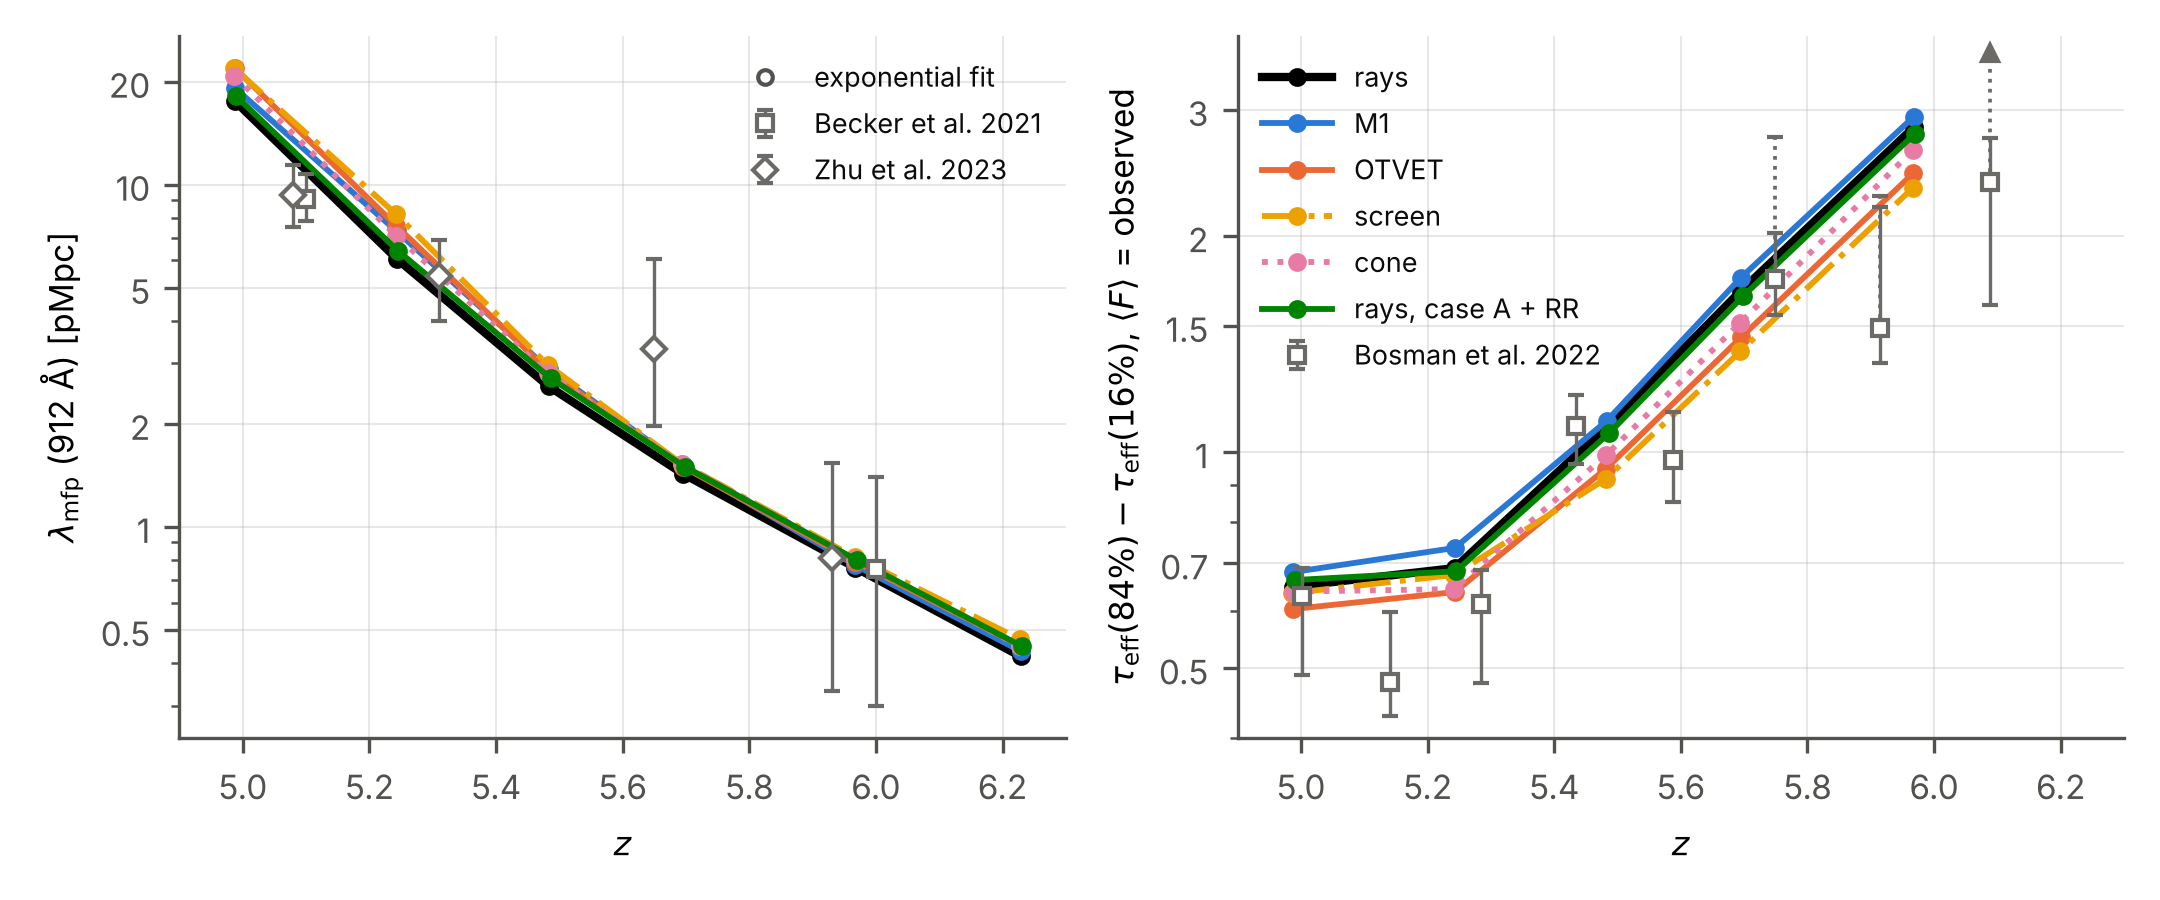 λmfp (912 Å) [pMpc]
20
10
5
2
1
0.5
5.0 5.2 5.4 5.6 5.8 6.0 6.2
z
exponential fit
Becker et al. 2021
Zhu et al. 2023
τeff(84%) − τeff(16%), ⟨F⟩ = observed
3
2
1.5
1
0.7
0.5
5.0 5.2 5.4 5.6 5.8 6.0 6.2
z
rays
M1
OTVET
screen
cone
rays, case A + RR
Bosman et al. 2022